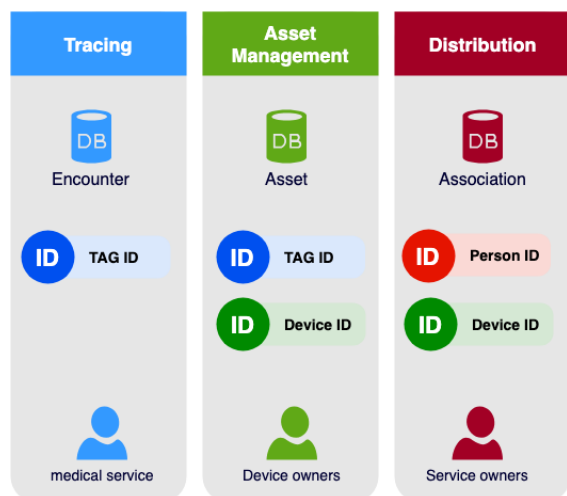 Tracing
Asset
Management
Distribution
DB
Encounter
DB
Asset
DB
Association
ID TAG ID
ID TAG ID
ID Person ID
ID Device ID
ID Device ID
medical service
Device owners
Service owners